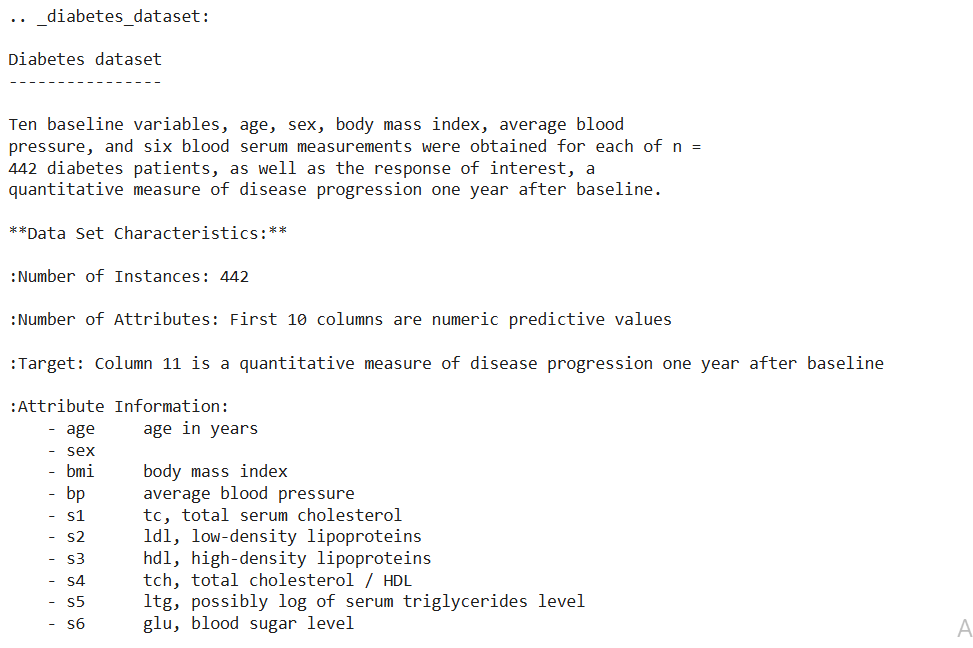 .. _diabetes_dataset:
Diabetes dataset
----------------
Ten baseline variables, age, sex, body mass index, average blood
pressure, and six blood serum measurements were obtained for each of n =
442 diabetes patients, as well as the response of interest, a
quantitative measure of disease progression one year after baseline.
**Data Set Characteristics:**
:Number of Instances: 442
:Number of Attributes: First 10 columns are numeric predictive values
:Target: Column 11 is a quantitative measure of disease progression one year after baseline
:Attribute Information:
- age     age in years
- sex
- bmi     body mass index
- bp      average blood pressure
- s1      tc, total serum cholesterol
- s2      ldl, low-density lipoproteins
- s3      hdl, high-density lipoproteins
- s4      tch, total cholesterol / HDL
- s5      ltg, possibly log of serum triglycerides level
- s6      glu, blood sugar level
A